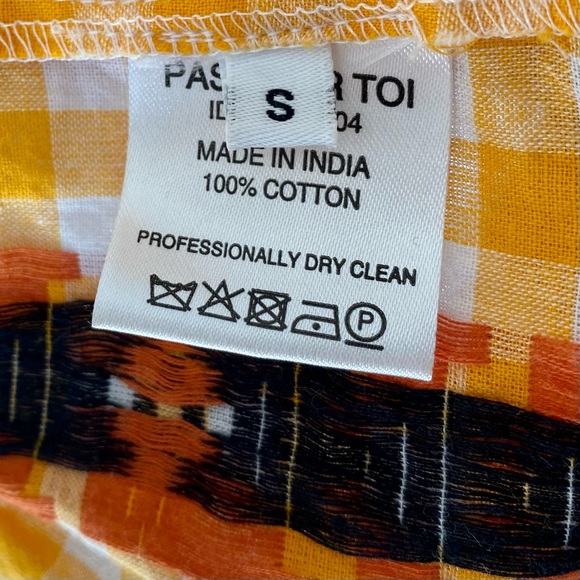 PAS R TOI
S
ID 04
MADE IN INDIA
100% COTTON
PROFESSIONALLY DRY CLEAN
P